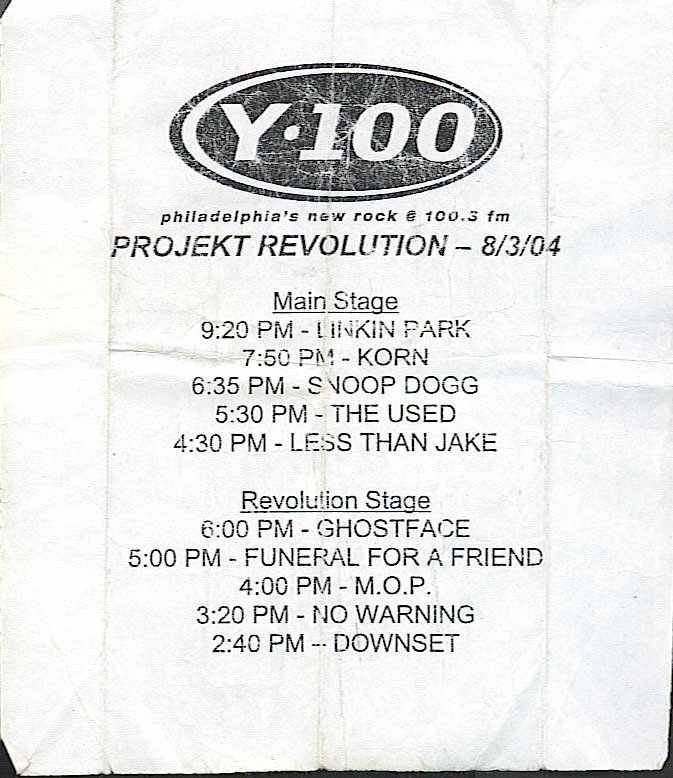 Y·100
philadelphia's new rock @ 100.3 fm
PROJEKT REVOLUTION – 8/3/04
Main Stage
9:20 PM - LINKIN PARK
7:50 PM - KORN
6:35 PM - SNOOP DOGG
5:30 PM - THE USED
4:30 PM - LESS THAN JAKE
Revolution Stage
6:00 PM - GHOSTFACE
5:00 PM - FUNERAL FOR A FRIEND
4:00 PM - M.O.P.
3:20 PM - NO WARNING
2:40 PM – DOWNSET